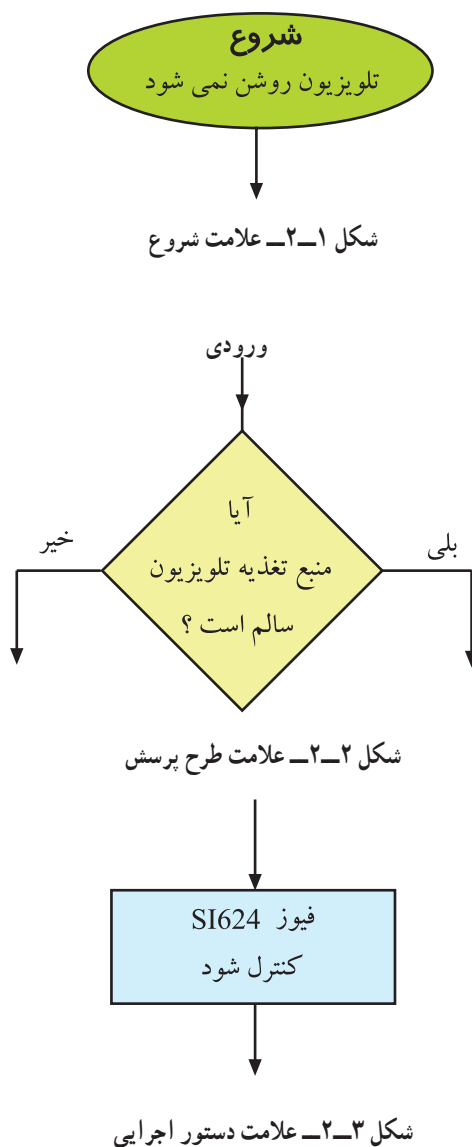 شروع
تلویزیون روشن نمی شود
شکل ۱ــ۲ــ علامت شروع
ورودی
آیا
منبع تغذیه تلویزیون
سالم است ؟
بلی
خیر
شکل ۲ــ۲ــ علامت طرح پرسش
فیوز SI624
کنترل شود
شکل ۳ــ۲ــ علامت دستور اجرایی